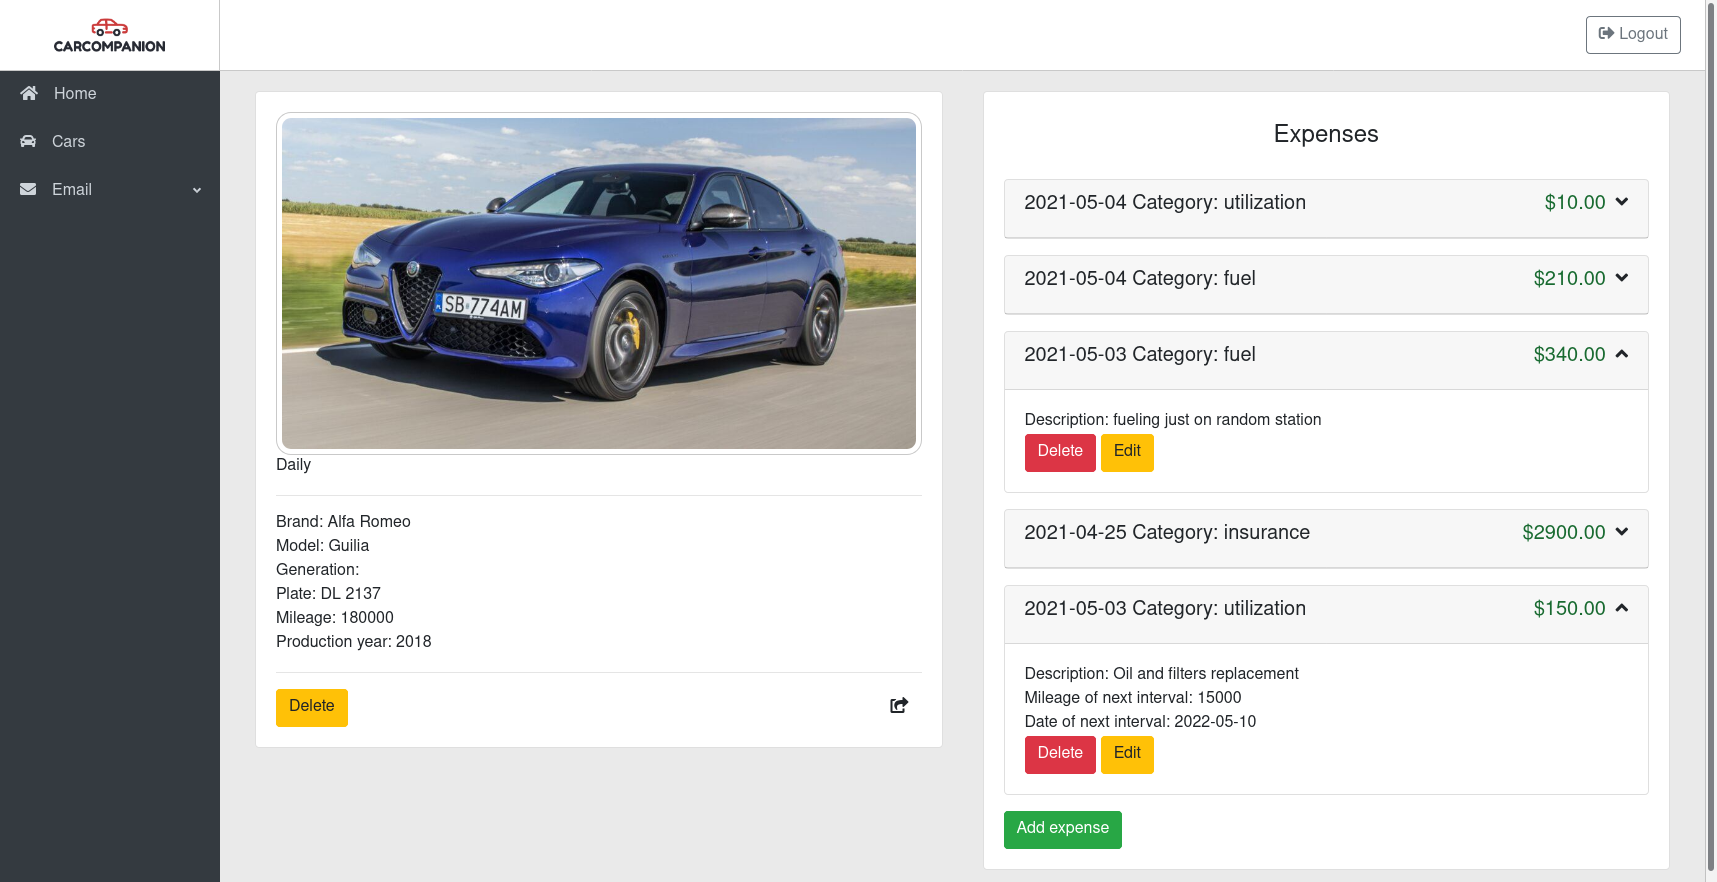 CARCOMPANION
Logout
Home
Cars
Email
SB 774AM
Daily
Brand: Alfa Romeo
Model: Guilia
Generation:
Plate: DL 2137
Mileage: 180000
Production year: 2018
Delete
Expenses
2021-05-04 Category: utilization $10.00
2021-05-04 Category: fuel $210.00
2021-05-03 Category: fuel $340.00
Description: fueling just on random station
Delete Edit
2021-04-25 Category: insurance $2900.00
2021-05-03 Category: utilization $150.00
Description: Oil and filters replacement
Mileage of next interval: 15000
Date of next interval: 2022-05-10
Delete Edit
Add expense